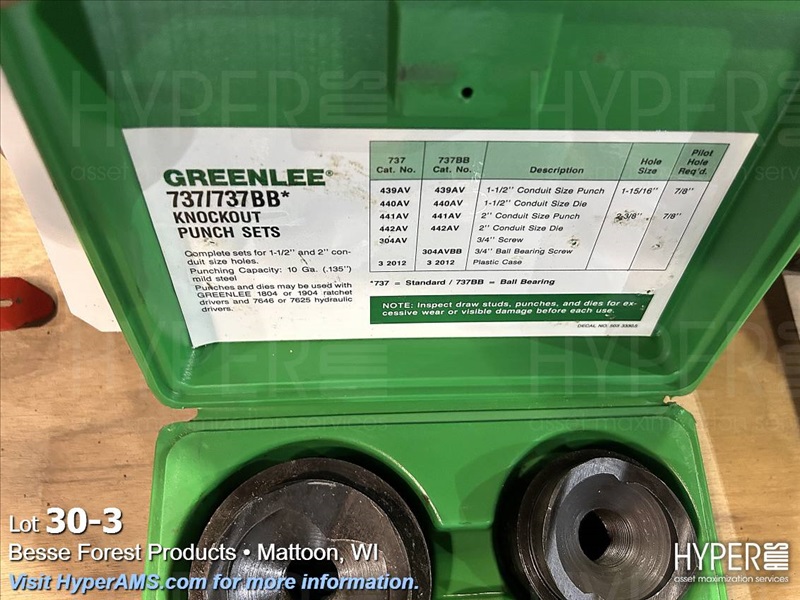 GREENLEE®
737/737BB*
KNOCKOUT
PUNCH SETS
Complete sets for 1-1/2" and 2" con-
duit size holes.
Punching Capacity: 10 Ga. (.135")
mild steel
Punches and dies may be used with
GREENLEE 1804 or 1904 ratchet
drivers and 7646 or 7625 hydraulic
drivers.
737 Cat. No. 737BB Cat. No. Description Hole Size Pilot Hole Req'd.
439AV 439AV 1-1/2" Conduit Size Punch 1-15/16" 7/8"
440AV 440AV 1-1/2" Conduit Size Die
441AV 441AV 2" Conduit Size Punch 2-3/8" 7/8"
442AV 442AV 2" Conduit Size Die
304AV 3/4" Screw
304AVBB 3/4" Ball Bearing Screw
3 2012 3 2012 Plastic Case
*737 = Standard / 737BB = Ball Bearing
NOTE: Inspect draw studs, punches, and dies for ex-
cessive wear or visible damage before each use.
DECAL NO.
Lot 30-3
Besse Forest Products • Mattoon, WI
Visit HyperAMS.com for more information.
HYPER AMS
asset maximization services